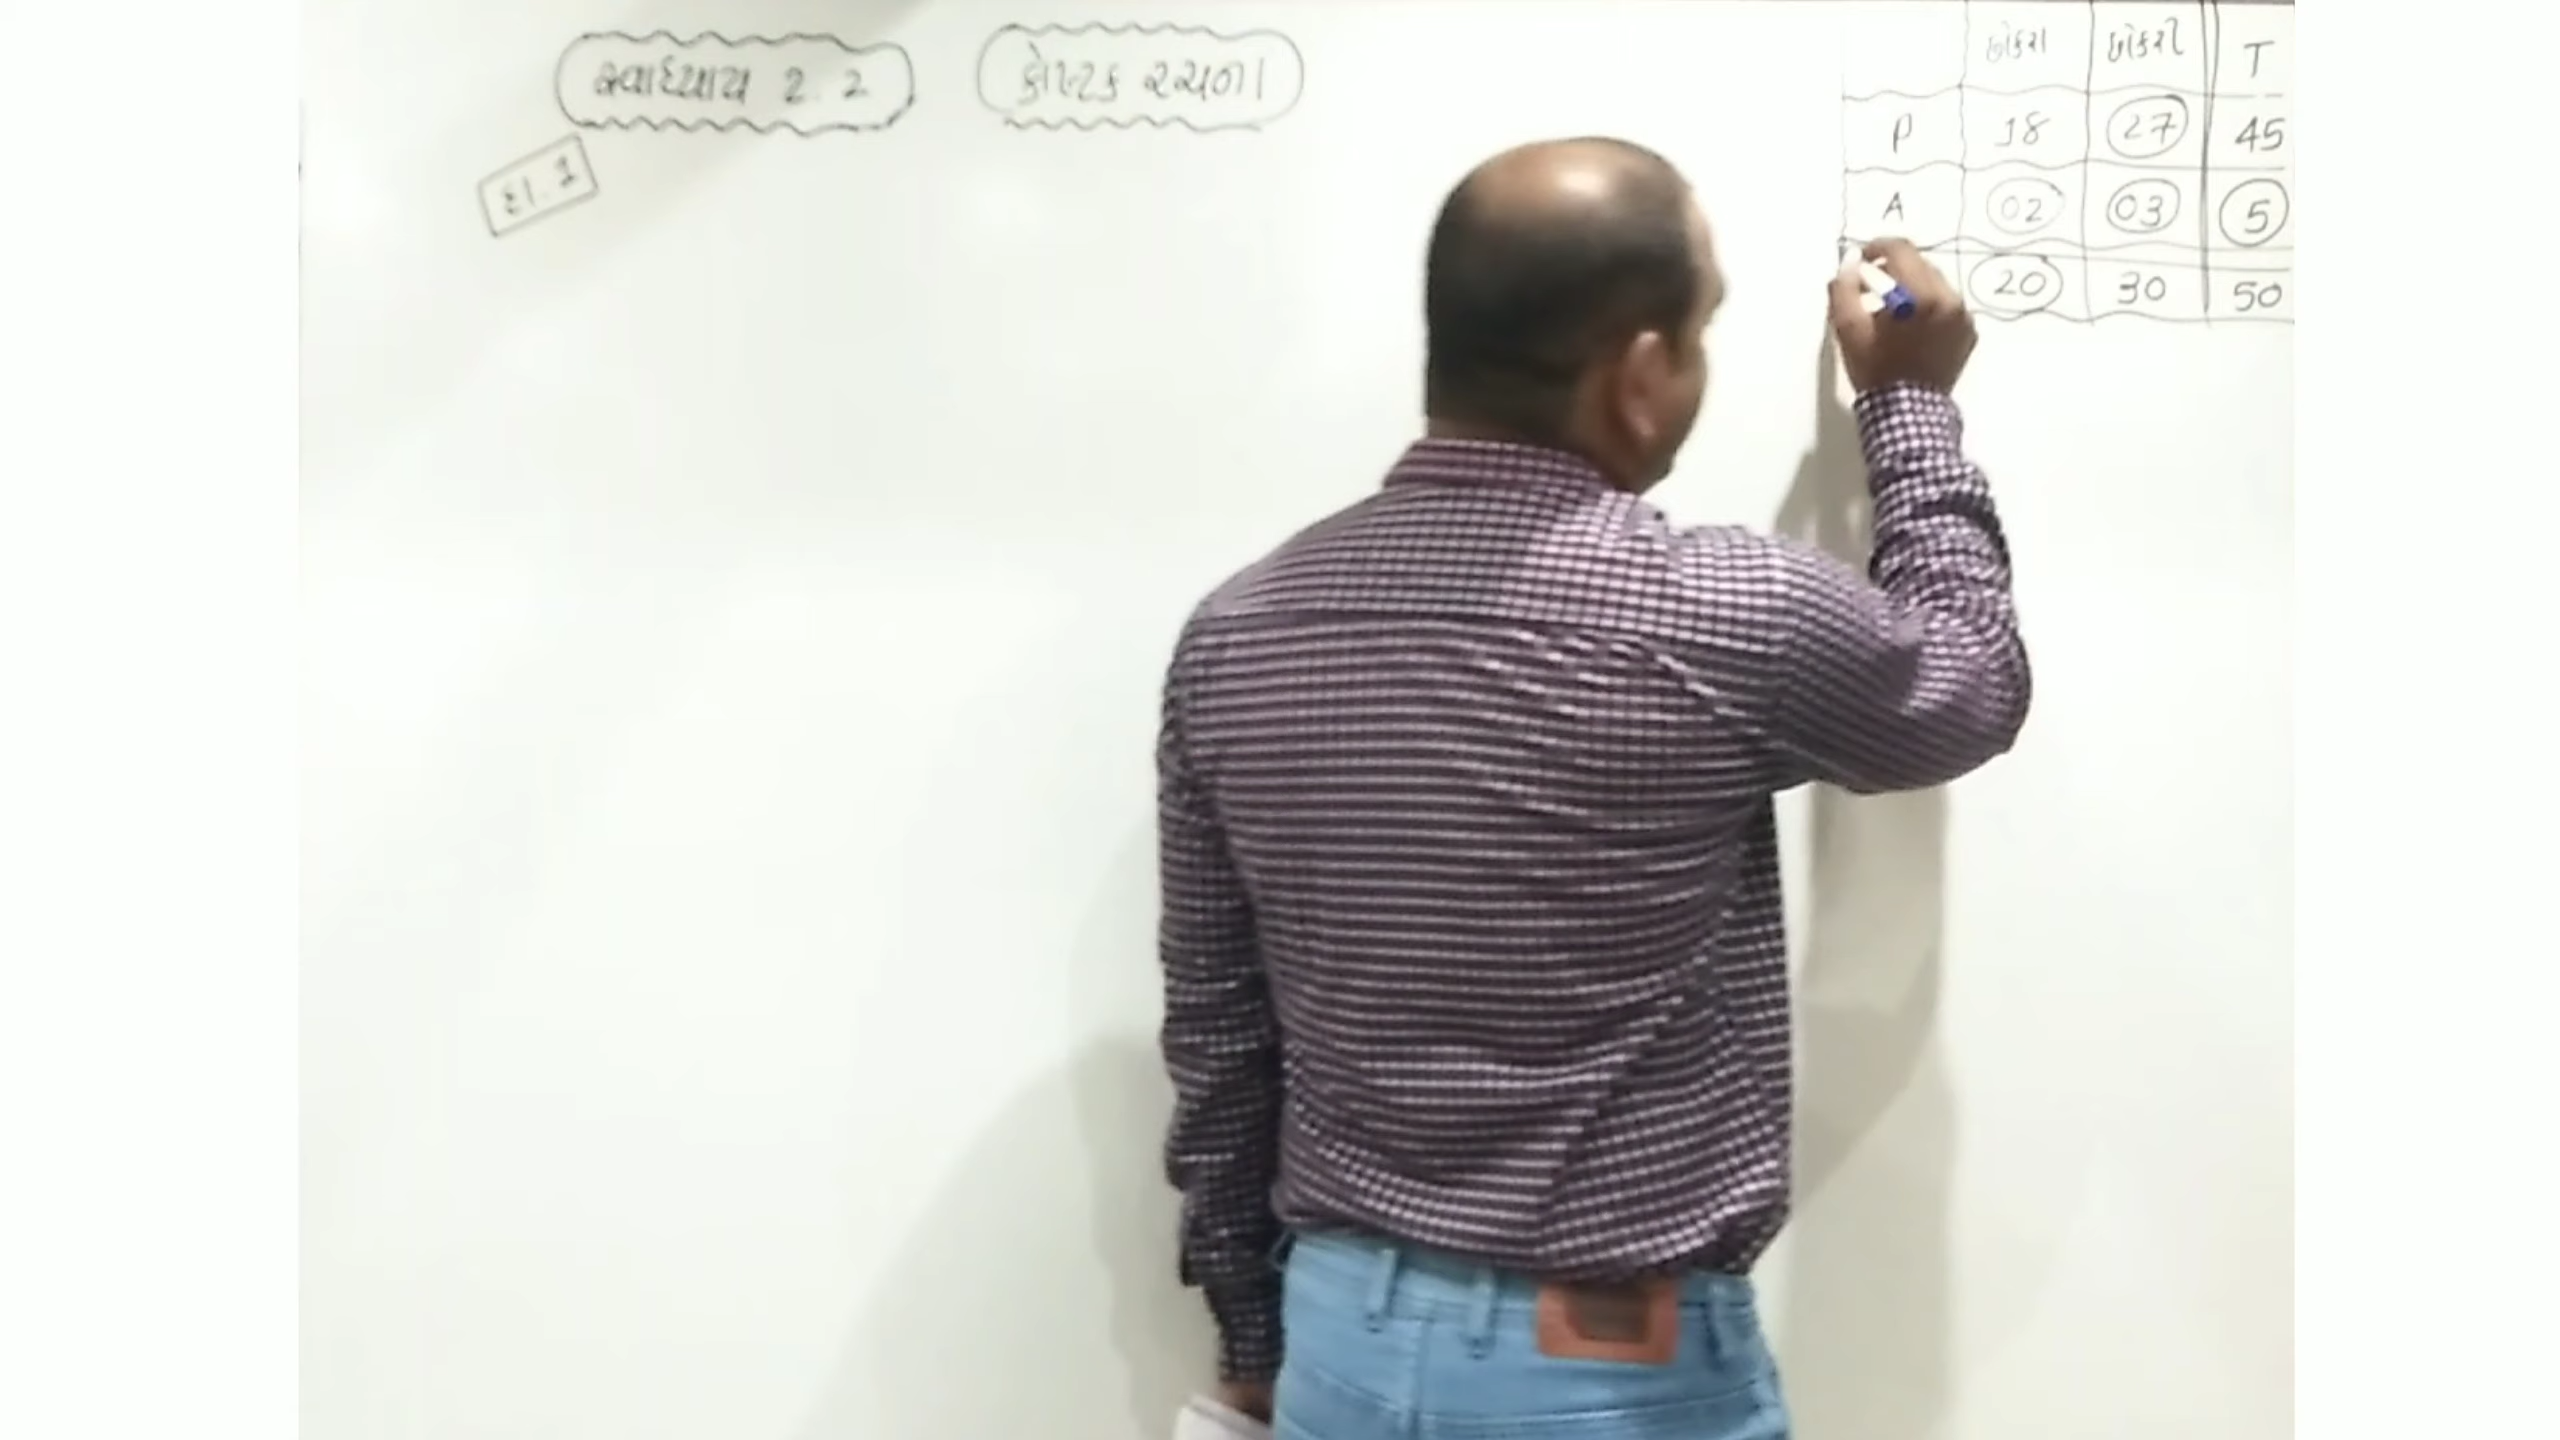 સ્વાધ્યાય 2.2
કોષ્ટક રચના
દા.1
છોકરા છોકરી T
P 18 27 45
A 02 03 5
20 30 50